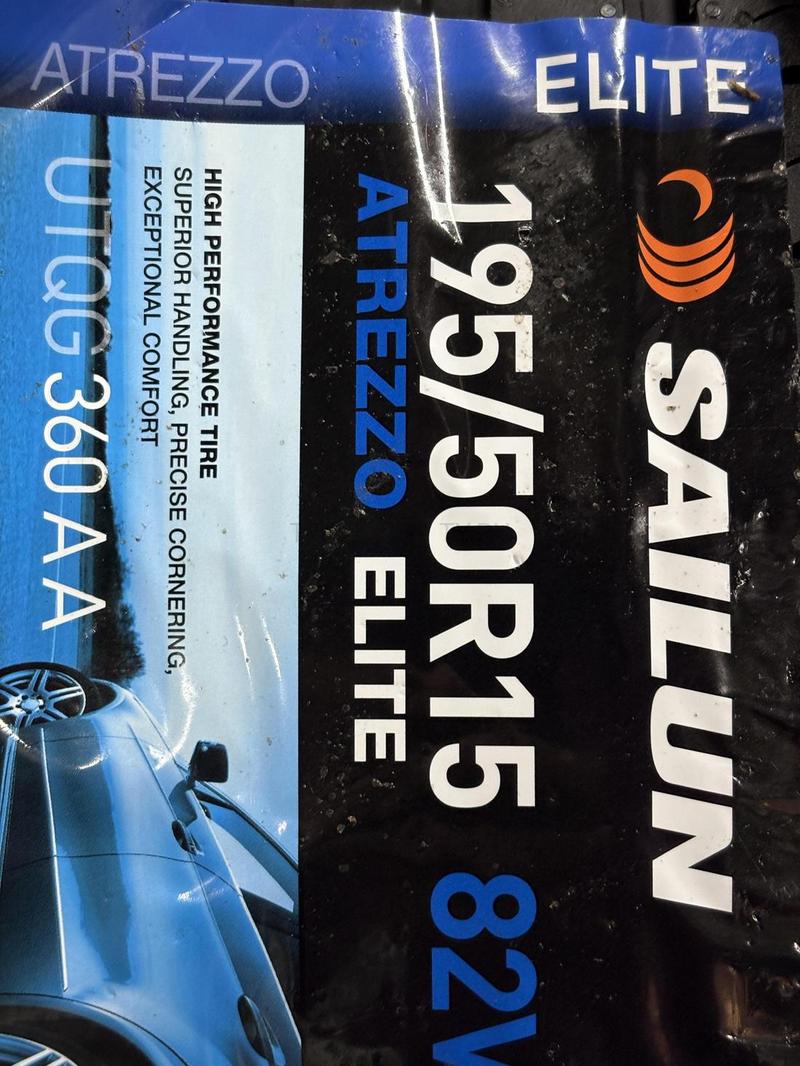 ATREZZO ELITE
SAILUN
195/50R15 82V
ATREZZO ELITE
HIGH PERFORMANCE TIRE
SUPERIOR HANDLING, PRECISE CORNERING,
EXCEPTIONAL COMFORT
UTQG 360 A A